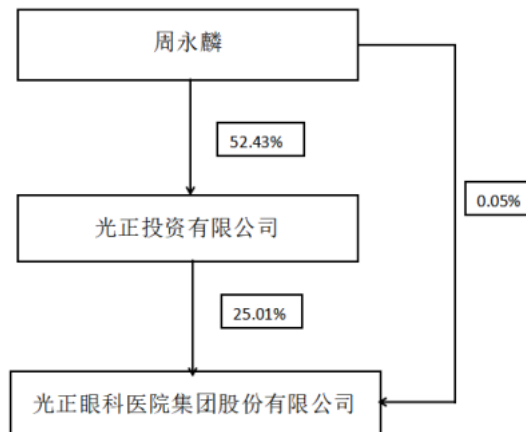 周永麟
52.43%
0.05%
光正投资有限公司
25.01%
光正眼科医院集团股份有限公司